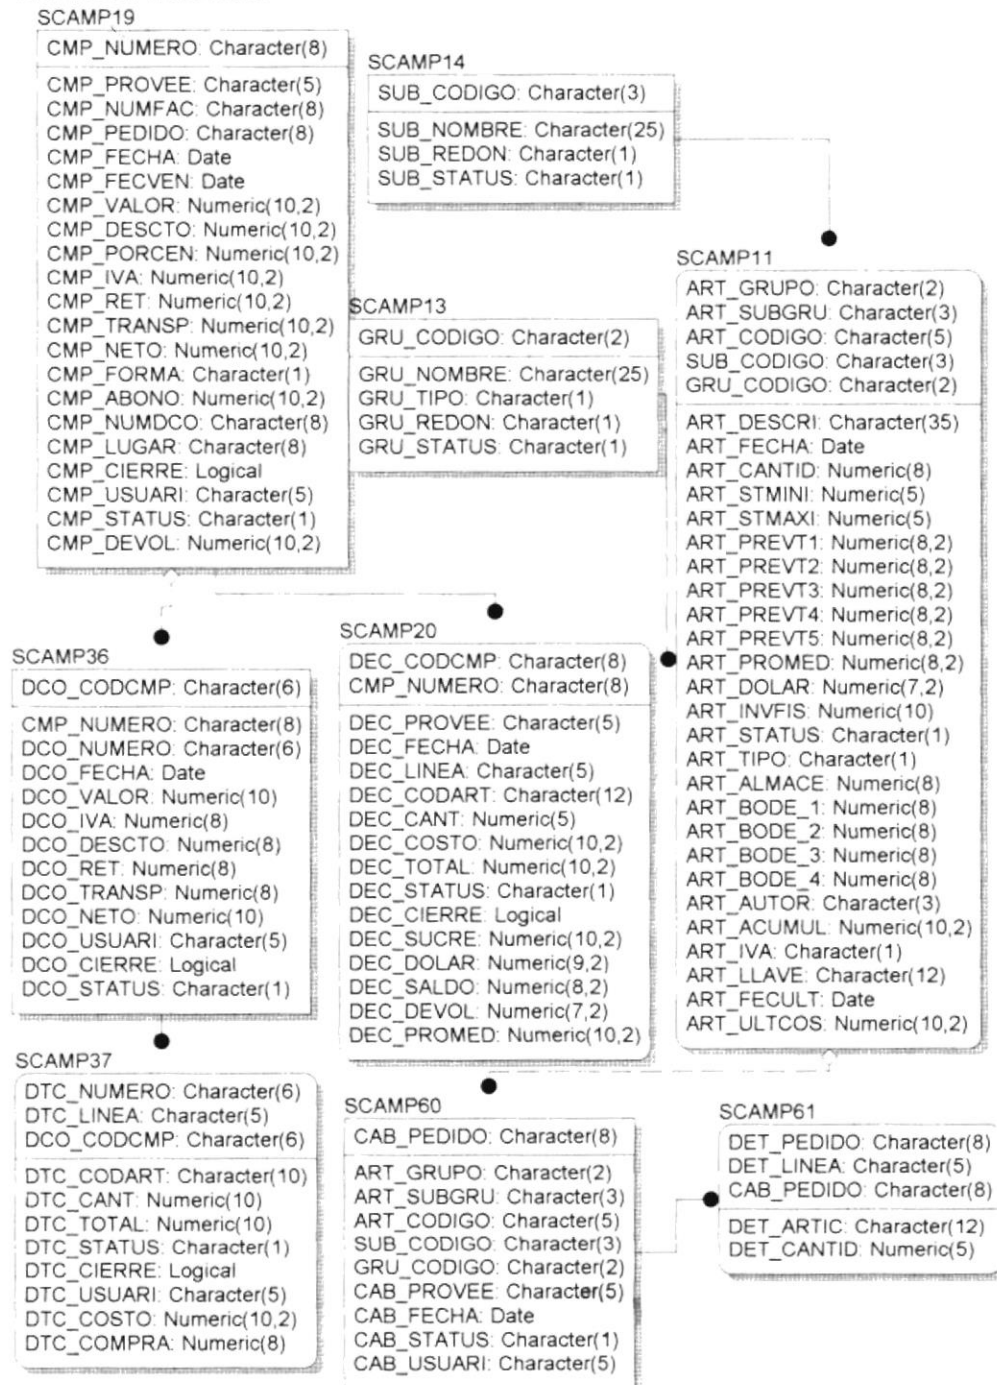 SCAMP19
CMP_NUMERO: Character(8)
CMP_PROVEE: Character(5)
CMP_NUMFAC: Character(8)
CMP_PEDIDO: Character(8)
CMP_FECHA: Date
CMP_FECVEN: Date
CMP_VALOR: Numeric(10,2)
CMP_DESCTO: Numeric(10,2)
CMP_PORCEN: Numeric(10,2)
CMP_IVA: Numeric(10,2)
CMP_RET: Numeric(10,2)
CMP_TRANSP: Numeric(10,2)
CMP_NETO: Numeric(10,2)
CMP_FORMA: Character(1)
CMP_ABONO: Numeric(10,2)
CMP_NUMDCO: Character(8)
CMP_LUGAR: Character(8)
CMP_CIERRE: Logical
CMP_USUARI: Character(5)
CMP_STATUS: Character(1)
CMP_DEVOL: Numeric(10,2)
SCAMP14
SUB_CODIGO: Character(3)
SUB_NOMBRE: Character(25)
SUB_REDON: Character(1)
SUB_STATUS: Character(1)
SCAMP13
GRU_CODIGO: Character(2)
GRU_NOMBRE: Character(25)
GRU_TIPO: Character(1)
GRU_REDON: Character(1)
GRU_STATUS: Character(1)
SCAMP11
ART_GRUPO: Character(2)
ART_SUBGRU: Character(3)
ART_CODIGO: Character(5)
SUB_CODIGO: Character(3)
GRU_CODIGO: Character(2)
ART_DESCRI: Character(35)
ART_FECHA: Date
ART_CANTID: Numeric(8)
ART_STMINI: Numeric(5)
ART_STMAXI: Numeric(5)
ART_PREVT1: Numeric(8,2)
ART_PREVT2: Numeric(8,2)
ART_PREVT3: Numeric(8,2)
ART_PREVT4: Numeric(8,2)
ART_PREVT5: Numeric(8,2)
ART_PROMED: Numeric(8,2)
ART_DOLAR: Numeric(7,2)
ART_INVFIS: Numeric(10)
ART_STATUS: Character(1)
ART_TIPO: Character(1)
ART_ALMACE: Numeric(8)
ART_BODE_1: Numeric(8)
ART_BODE_2: Numeric(8)
ART_BODE_3: Numeric(8)
ART_BODE_4: Numeric(8)
ART_AUTOR: Character(3)
ART_ACUMUL: Numeric(10,2)
ART_IVA: Character(1)
ART_LLAVE: Character(12)
ART_FECULT: Date
ART_ULTCOS: Numeric(10,2)
SCAMP36
DCO_CODCMP: Character(6)
CMP_NUMERO: Character(8)
DCO_NUMERO: Character(6)
DCO_FECHA: Date
DCO_VALOR: Numeric(10)
DCO_IVA: Numeric(8)
DCO_DESCTO: Numeric(8)
DCO_RET: Numeric(8)
DCO_TRANSP: Numeric(8)
DCO_NETO: Numeric(10)
DCO_USUARI: Character(5)
DCO_CIERRE: Logical
DCO_STATUS: Character(1)
SCAMP20
DEC_CODCMP: Character(8)
CMP_NUMERO: Character(8)
DEC_PROVEE: Character(5)
DEC_FECHA: Date
DEC_LINEA: Character(5)
DEC_CODART: Character(12)
DEC_CANT: Numeric(5)
DEC_COSTO: Numeric(10,2)
DEC_TOTAL: Numeric(10,2)
DEC_STATUS: Character(1)
DEC_CIERRE: Logical
DEC_SUCRE: Numeric(10,2)
DEC_DOLAR: Numeric(9,2)
DEC_SALDO: Numeric(8,2)
DEC_DEVOL: Numeric(7,2)
DEC_PROMED: Numeric(10,2)
SCAMP37
DTC_NUMERO: Character(6)
DTC_LINEA: Character(5)
DCO_CODCMP: Character(6)
DTC_CODART: Character(10)
DTC_CANT: Numeric(10)
DTC_TOTAL: Numeric(10)
DTC_STATUS: Character(1)
DTC_CIERRE: Logical
DTC_USUARI: Character(5)
DTC_COSTO: Numeric(10,2)
DTC_COMPRA: Numeric(8)
SCAMP60
CAB_PEDIDO: Character(8)
ART_GRUPO: Character(2)
ART_SUBGRU: Character(3)
ART_CODIGO: Character(5)
SUB_CODIGO: Character(3)
GRU_CODIGO: Character(2)
CAB_PROVEE: Character(5)
CAB_FECHA: Date
CAB_STATUS: Character(1)
CAB_USUARI: Character(5)
SCAMP61
DET_PEDIDO: Character(8)
DET_LINEA: Character(5)
CAB_PEDIDO: Character(8)
DET_ARTIC: Character(12)
DET_CANTID: Numeric(5)